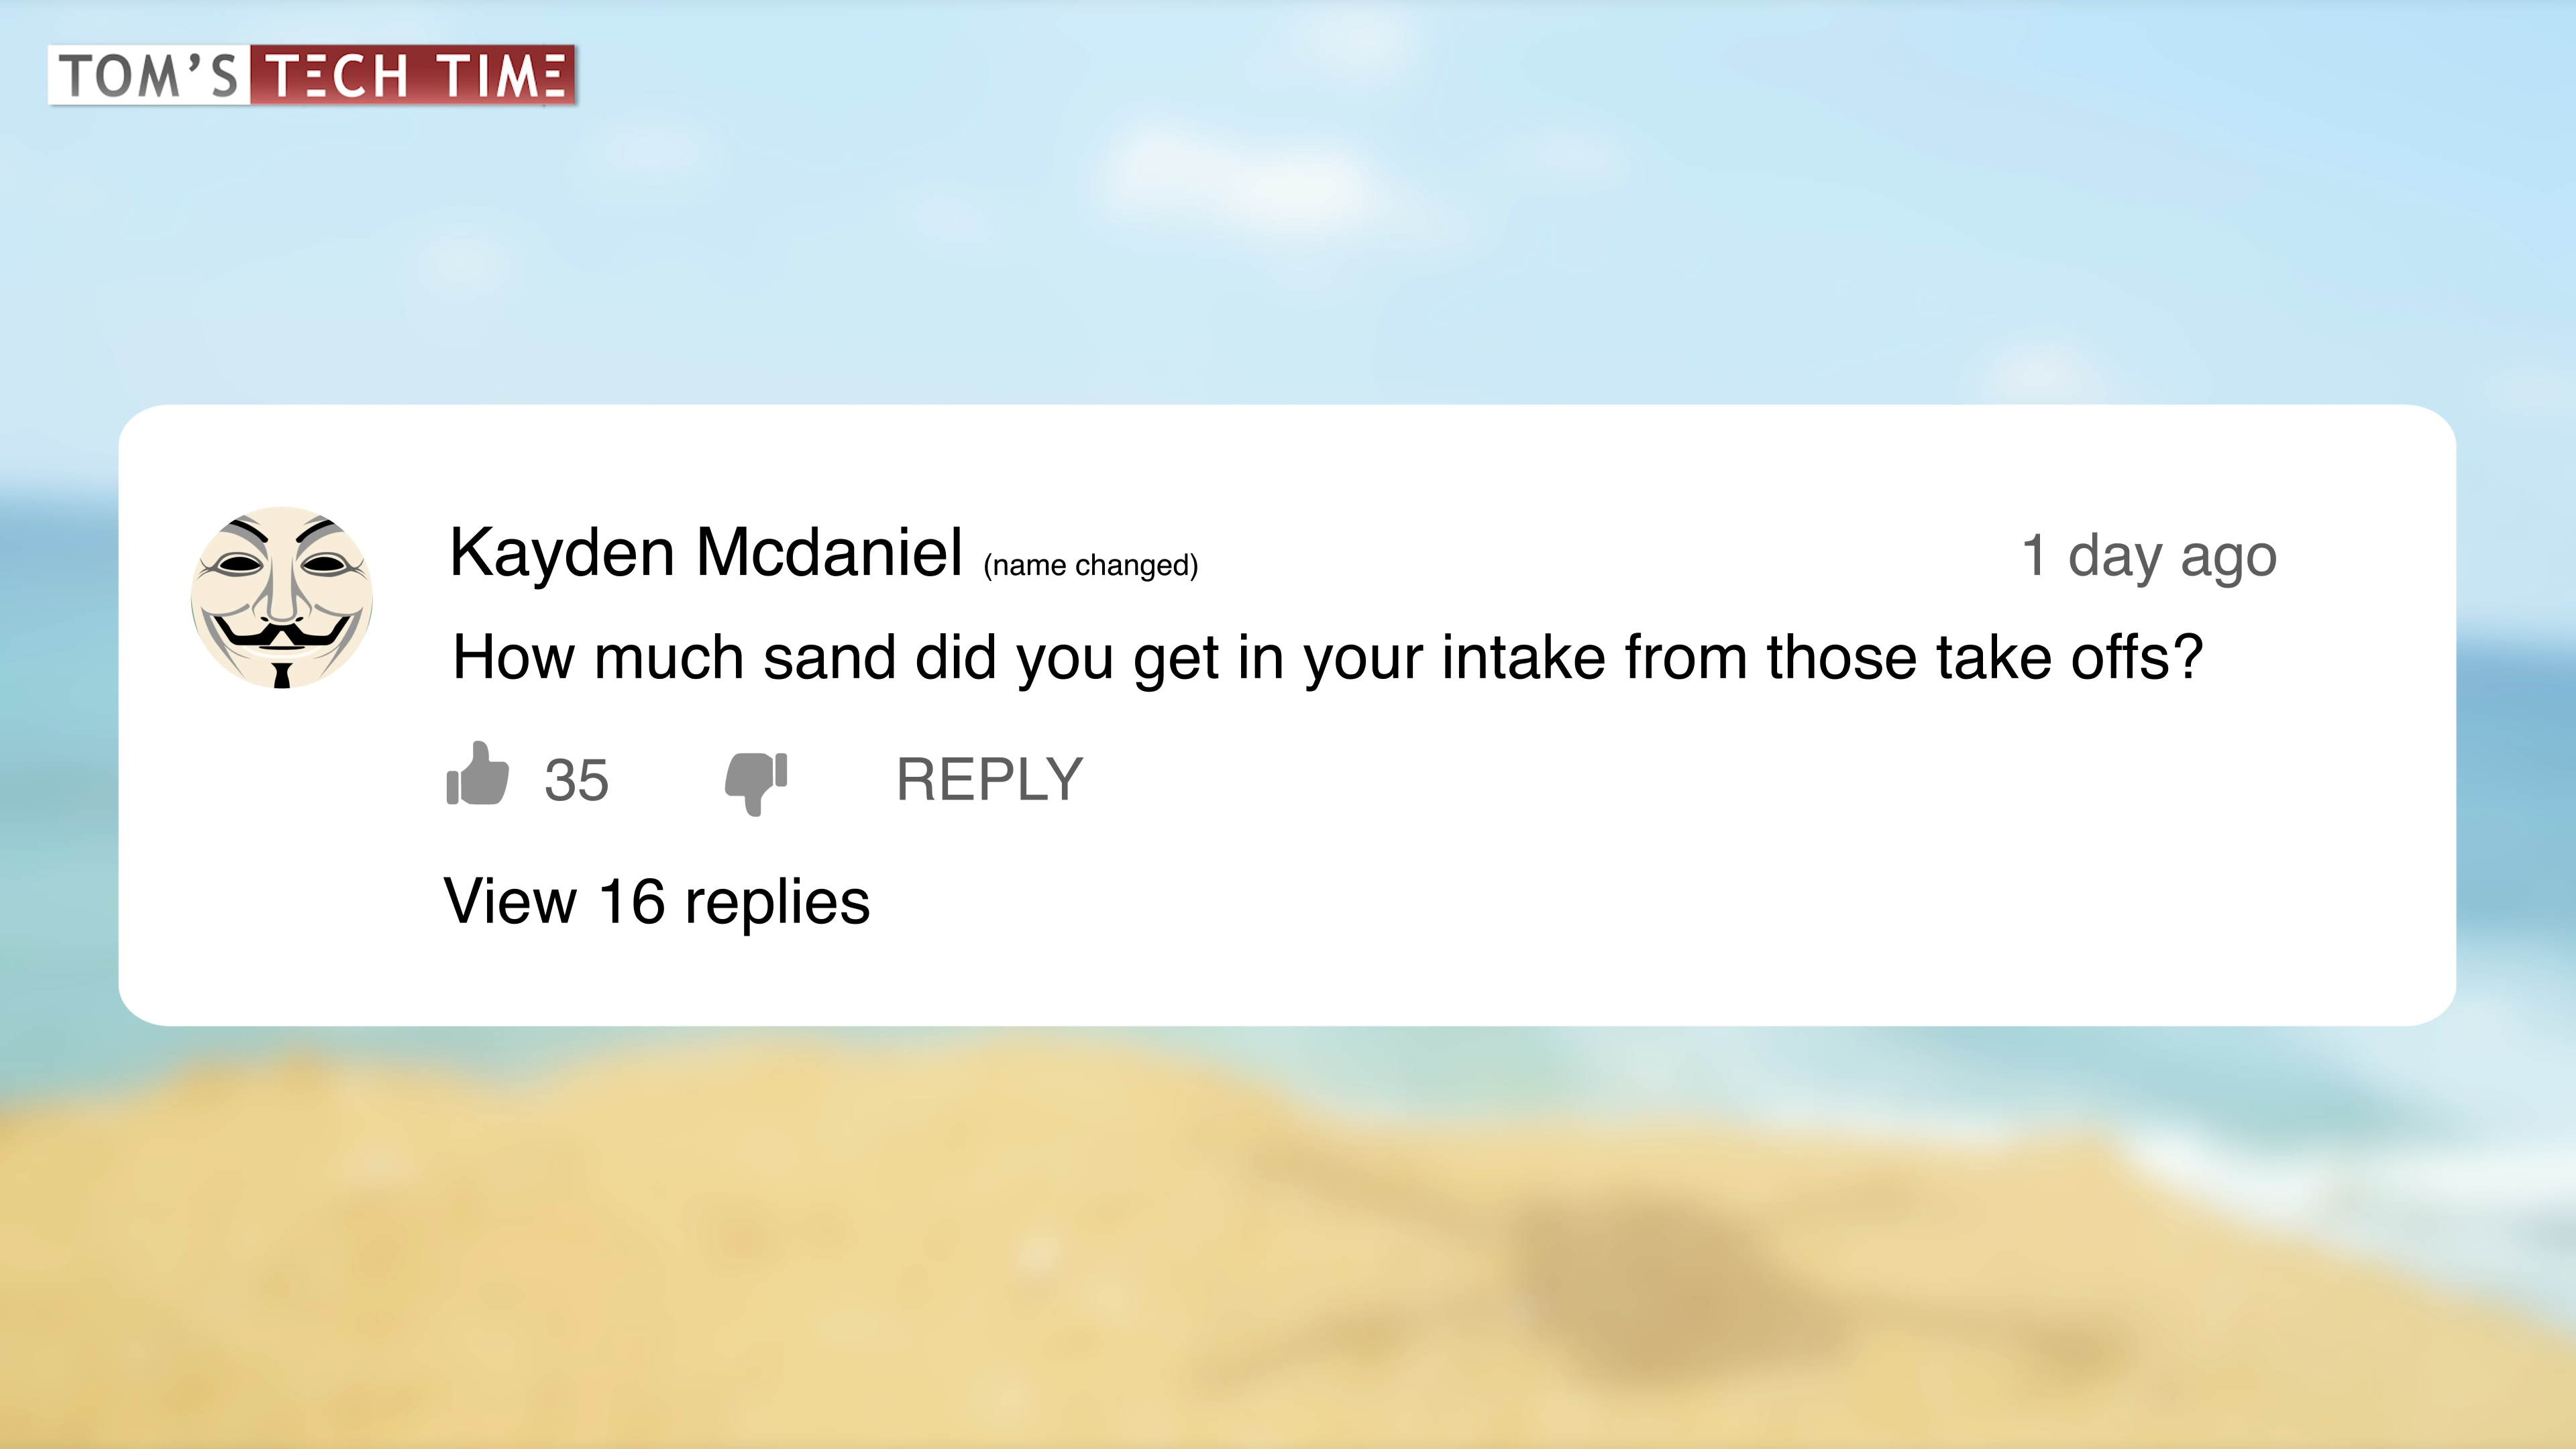 TOM'S TECH TIME
Kayden Mcdaniel (name changed)
1 day ago
How much sand did you get in your intake from those take offs?
35
REPLY
View 16 replies